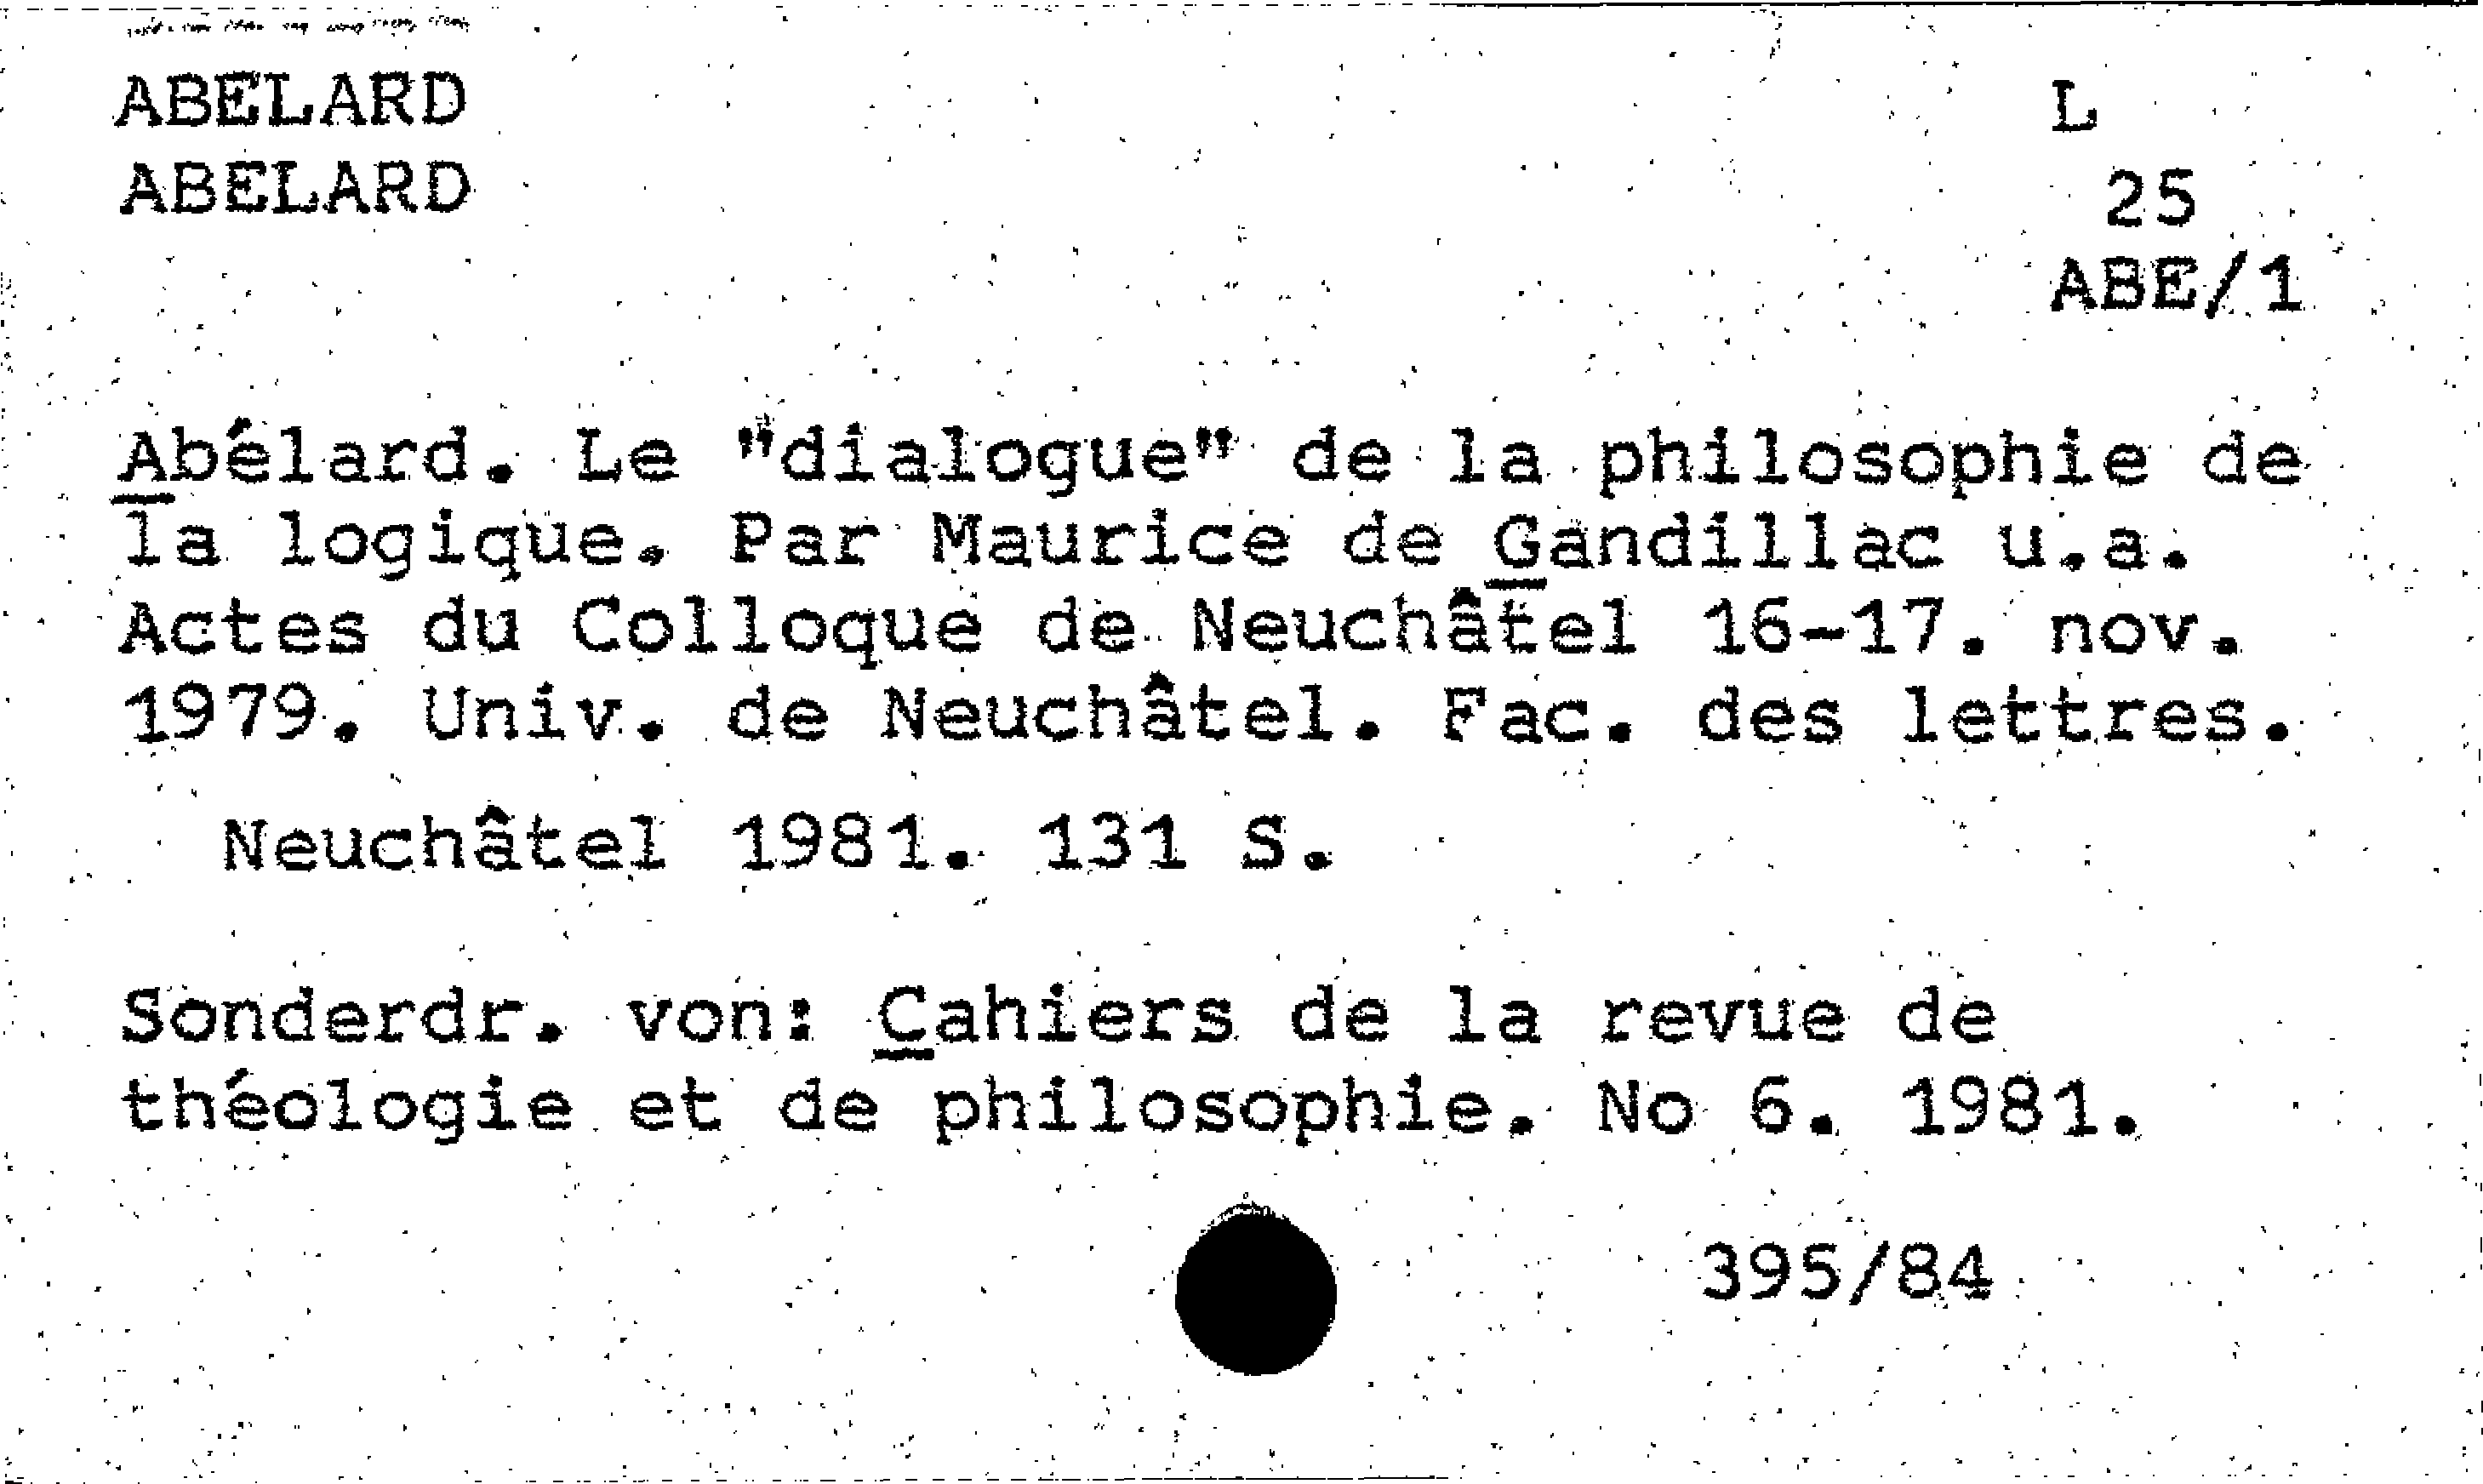 ABELARD
ABELARD
L
25
ABE/1
Abélard. Le "dialogue" de la philosophie de
la logique. Par Maurice de Gandillac u.a.
Actes du Colloque de Neuchâtel 16-17. nov.
1979. Univ. de Neuchâtel. Fac. des lettres.
Neuchâtel 1981. 131 S.
Sonderdr. von: Cahiers de la revue de
théologie et de philosophie. No 6. 1981.
395/84